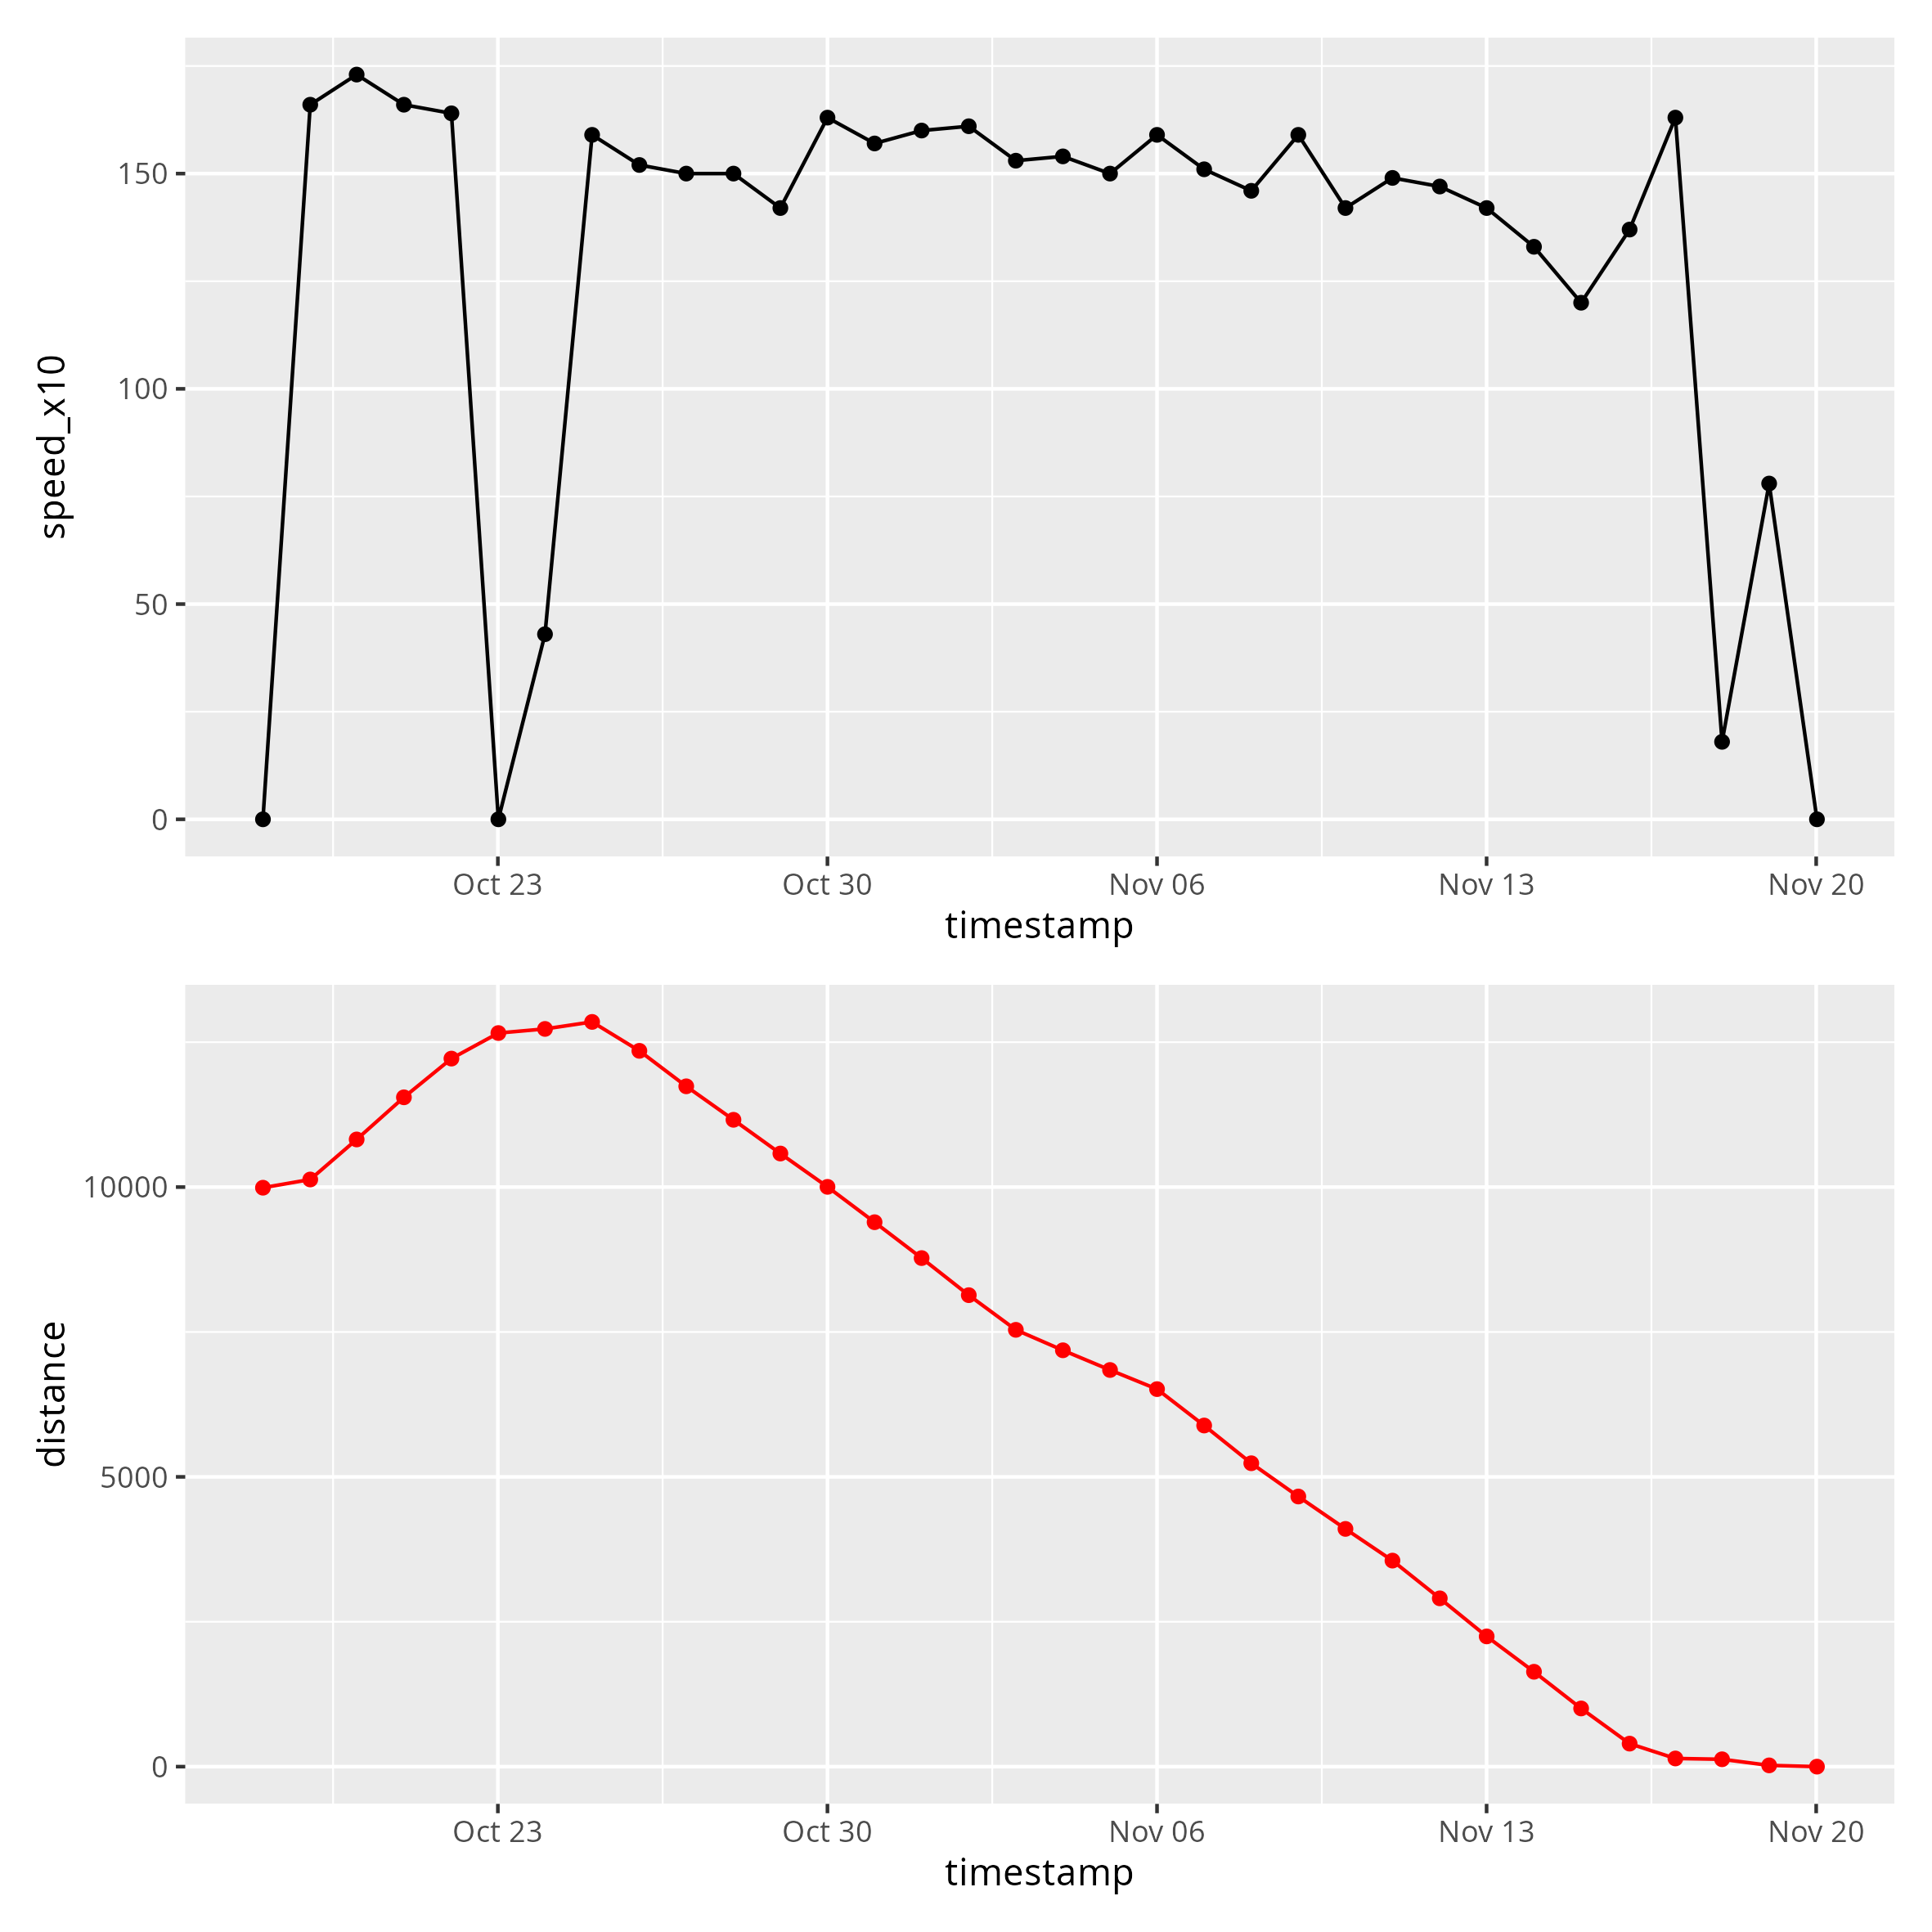 150
100
50
0
speed_x10
Oct 23 Oct 30 Nov 06 Nov 13 Nov 20
timestamp
10000
5000
0
distance
Oct 23 Oct 30 Nov 06 Nov 13 Nov 20
timestamp